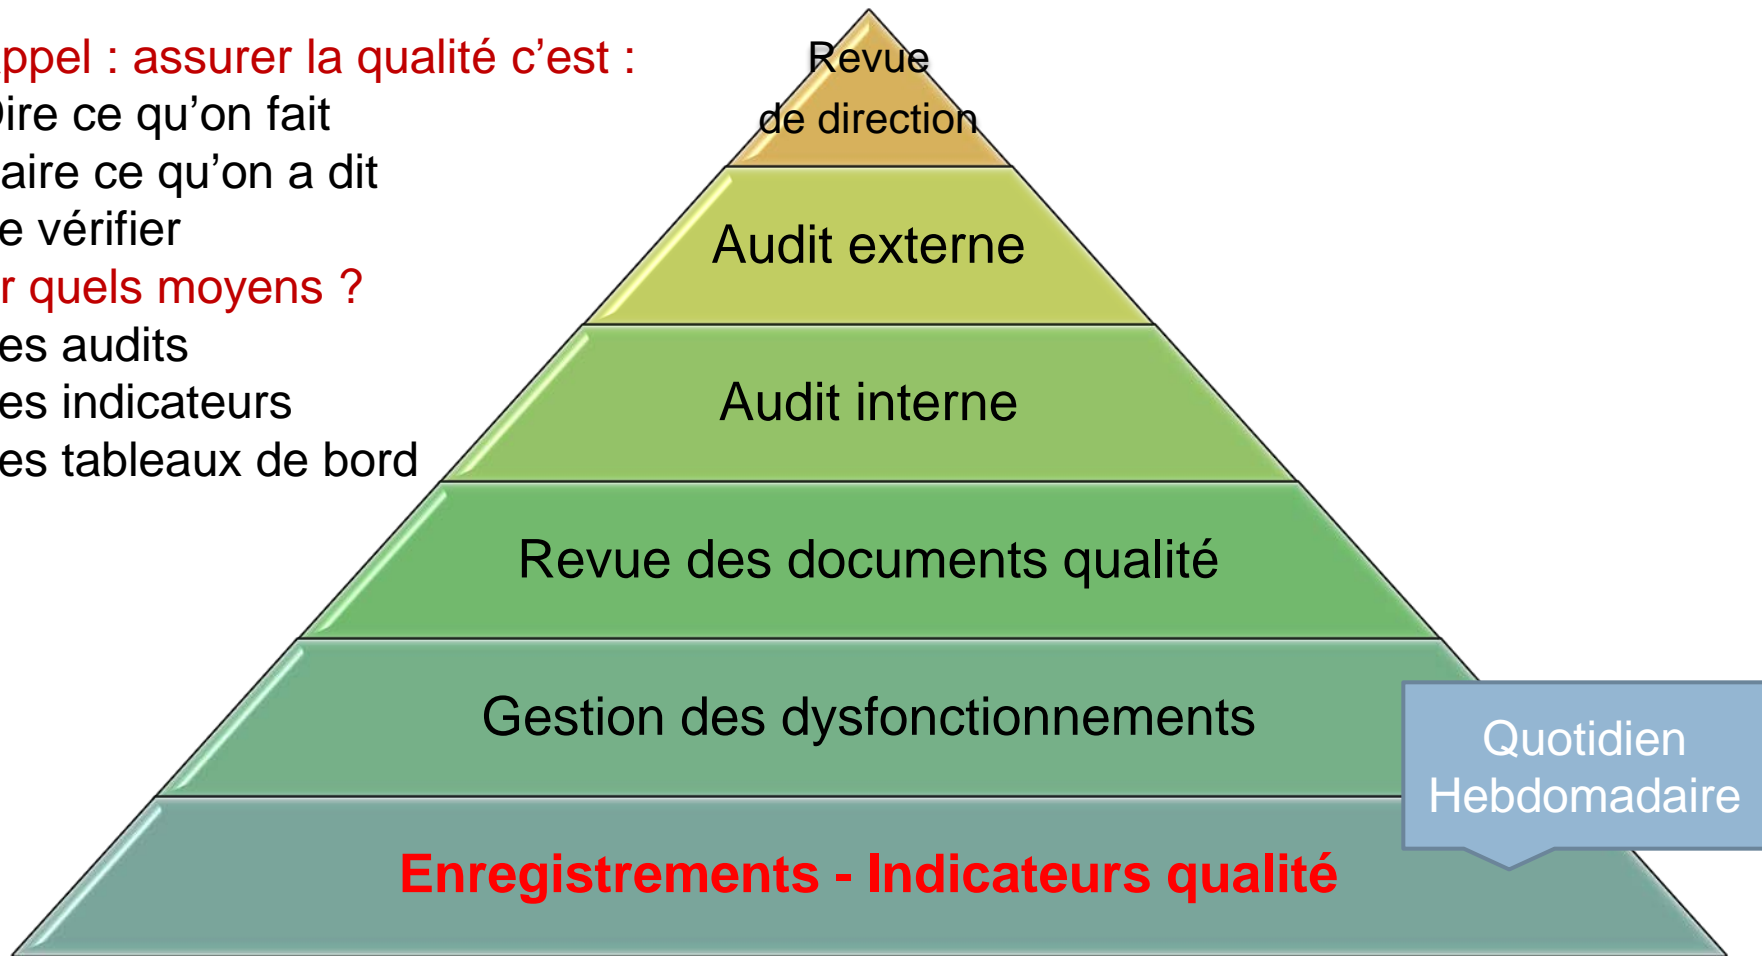 ppel : assurer la qualité c’est :
Dire ce qu’on fait
aire ce qu’on a dit
e vérifier
r quels moyens ?
es audits
es indicateurs
es tableaux de bord
Revue
de direction
Audit externe
Audit interne
Revue des documents qualité
Gestion des dysfonctionnements
Quotidien
Hebdomadaire
Enregistrements - Indicateurs qualité